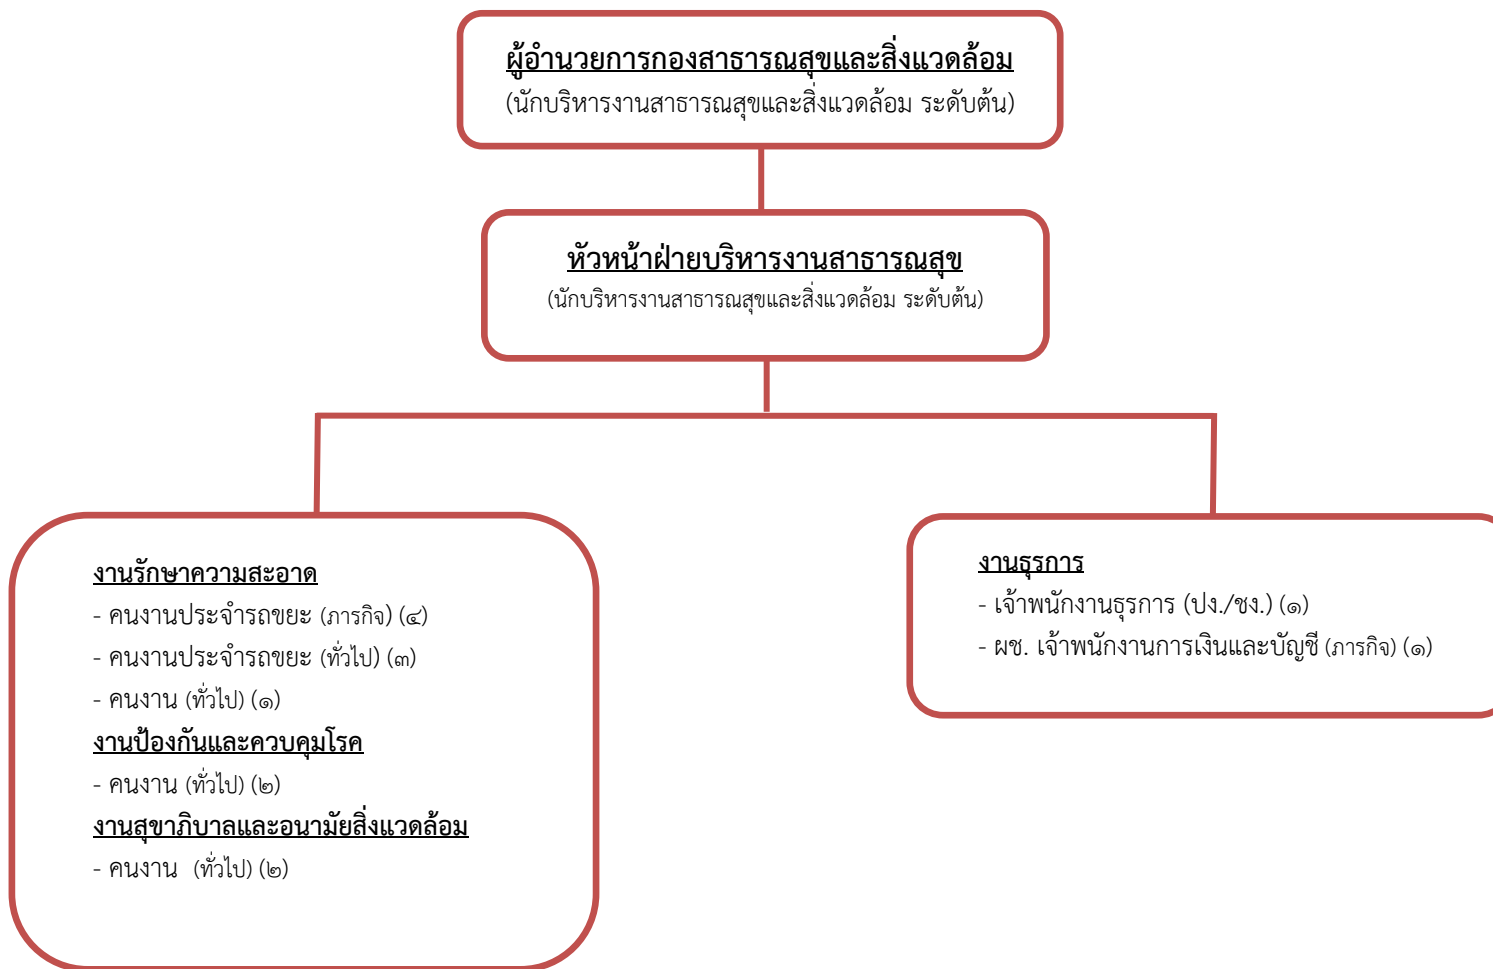 ผู้อำนวยการกองสาธารณสุขและสิ่งแวดล้อม
(นักบริหารงานสาธารณสุขและสิ่งแวดล้อม ระดับต้น)
หัวหน้าฝ่ายบริหารงานสาธารณสุข
(นักบริหารงานสาธารณสุขและสิ่งแวดล้อม ระดับต้น)
งานรักษาความสะอาด
- คนงานประจำรถขยะ (ภารกิจ) (๔)
- คนงานประจำรถขยะ (ทั่วไป) (๓)
- คนงาน (ทั่วไป) (๑)
งานป้องกันและควบคุมโรค
- คนงาน (ทั่วไป) (๒)
งานสุขาภิบาลและอนามัยสิ่งแวดล้อม
- คนงาน  (ทั่วไป) (๒)
งานธุรการ
- เจ้าพนักงานธุรการ (ปง./ชง.) (๑)
- ผช. เจ้าพนักงานการเงินและบัญชี (ภารกิจ) (๑)